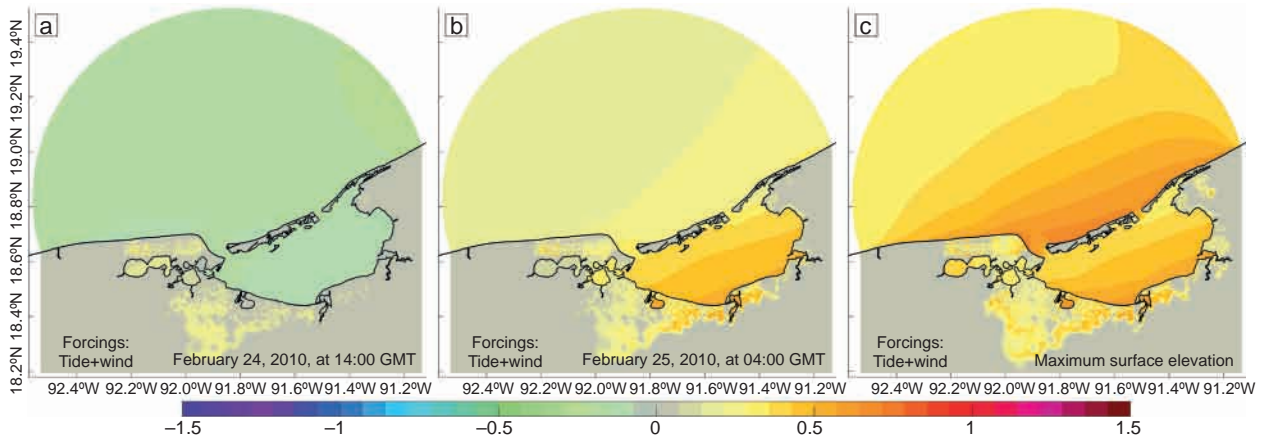 a
b
c
19.4ºN
19.2ºN
19.0ºN
18.8ºN
18.6ºN
18.4ºN
18.2ºN
Forcings:
Tide+wind
February 24, 2010, at 14:00 GMT
Forcings:
Tide+wind
February 25, 2010, at 04:00 GMT
Forcings:
Tide+wind
Maximum surface elevation
92.4ºW 92.2ºW 92.0ºW 91.8ºW 91.6ºW 91.4ºW 91.2ºW
92.4ºW 92.2ºW 92.0ºW 91.8ºW 91.6ºW 91.4ºW 91.2ºW
92.4ºW 92.2ºW 92.0ºW 91.8ºW 91.6ºW 91.4ºW 91.2ºW
–1.5 –1 –0.5 0 0.5 1 1.5